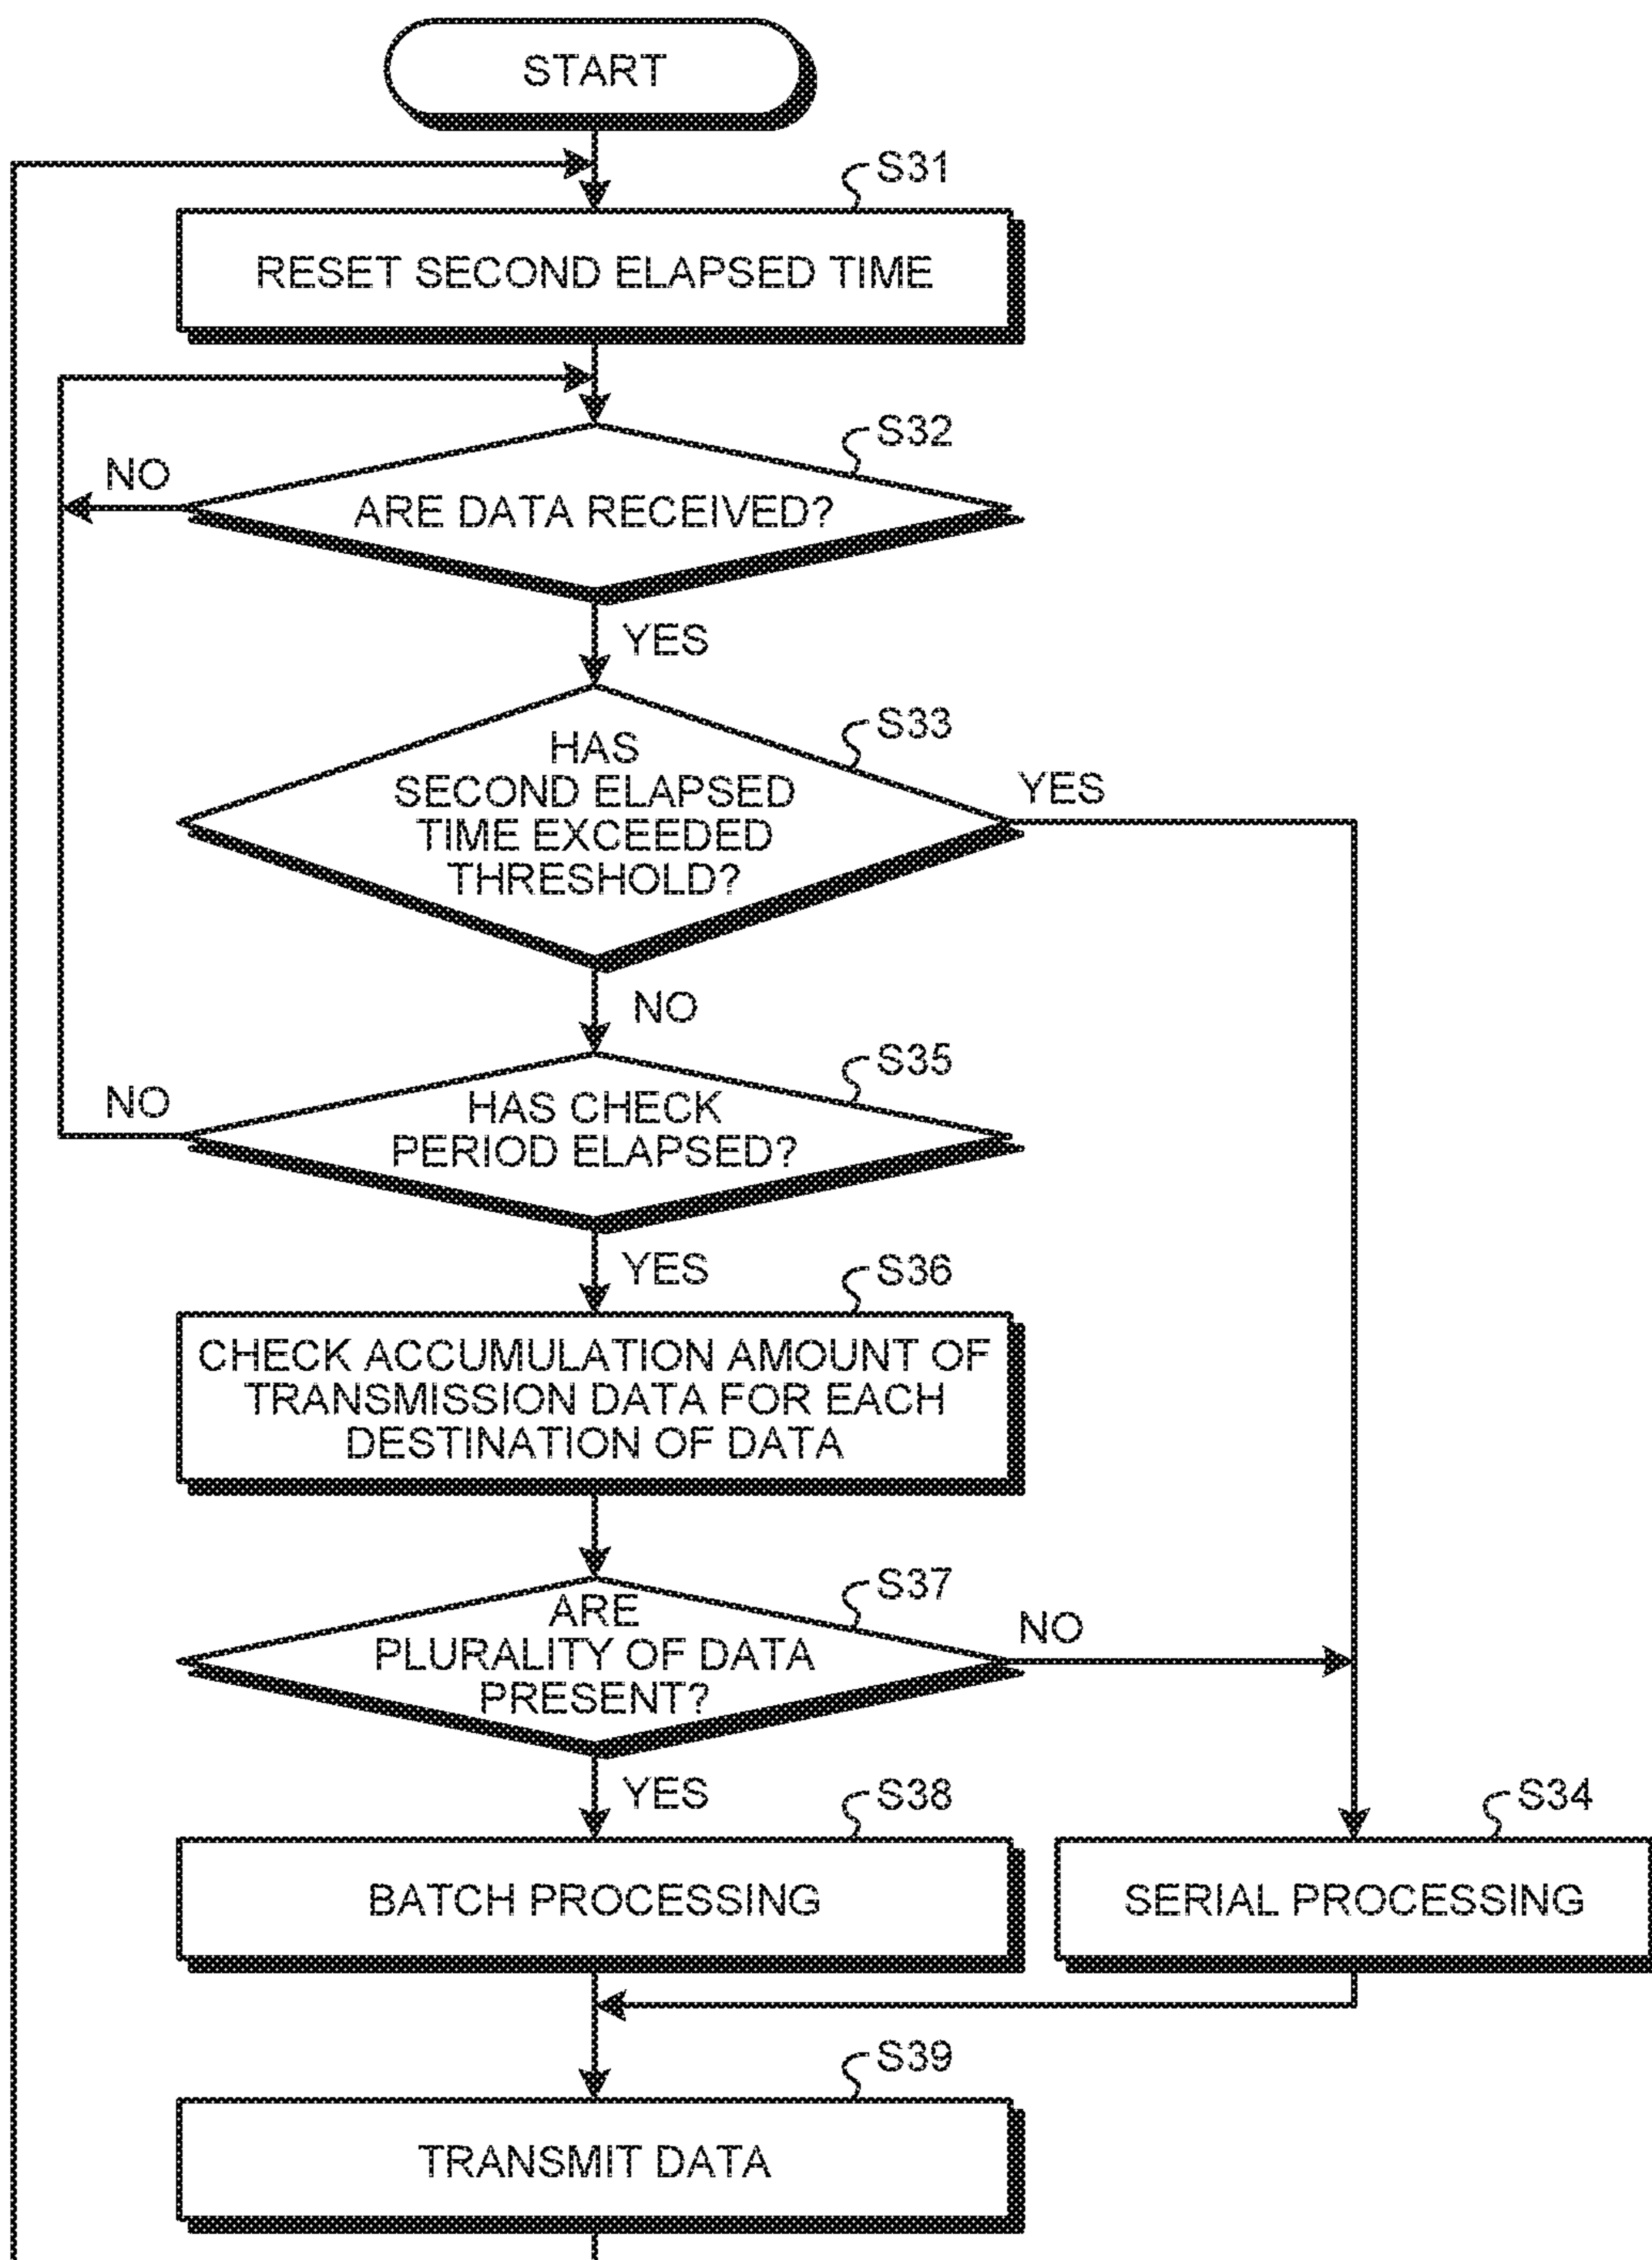 START
S31
RESET SECOND ELAPSED TIME
S32
NO
ARE DATA RECEIVED?
YES
S33
HAS
SECOND ELAPSED
TIME EXCEEDED
THRESHOLD?
YES
NO
S35
NO
HAS CHECK
PERIOD ELAPSED?
YES
S36
CHECK ACCUMULATION AMOUNT OF
TRANSMISSION DATA FOR EACH
DESTINATION OF DATA
S37
ARE
PLURALITY OF DATA
PRESENT?
NO
YES
S38
S34
BATCH PROCESSING
SERIAL PROCESSING
S39
TRANSMIT DATA